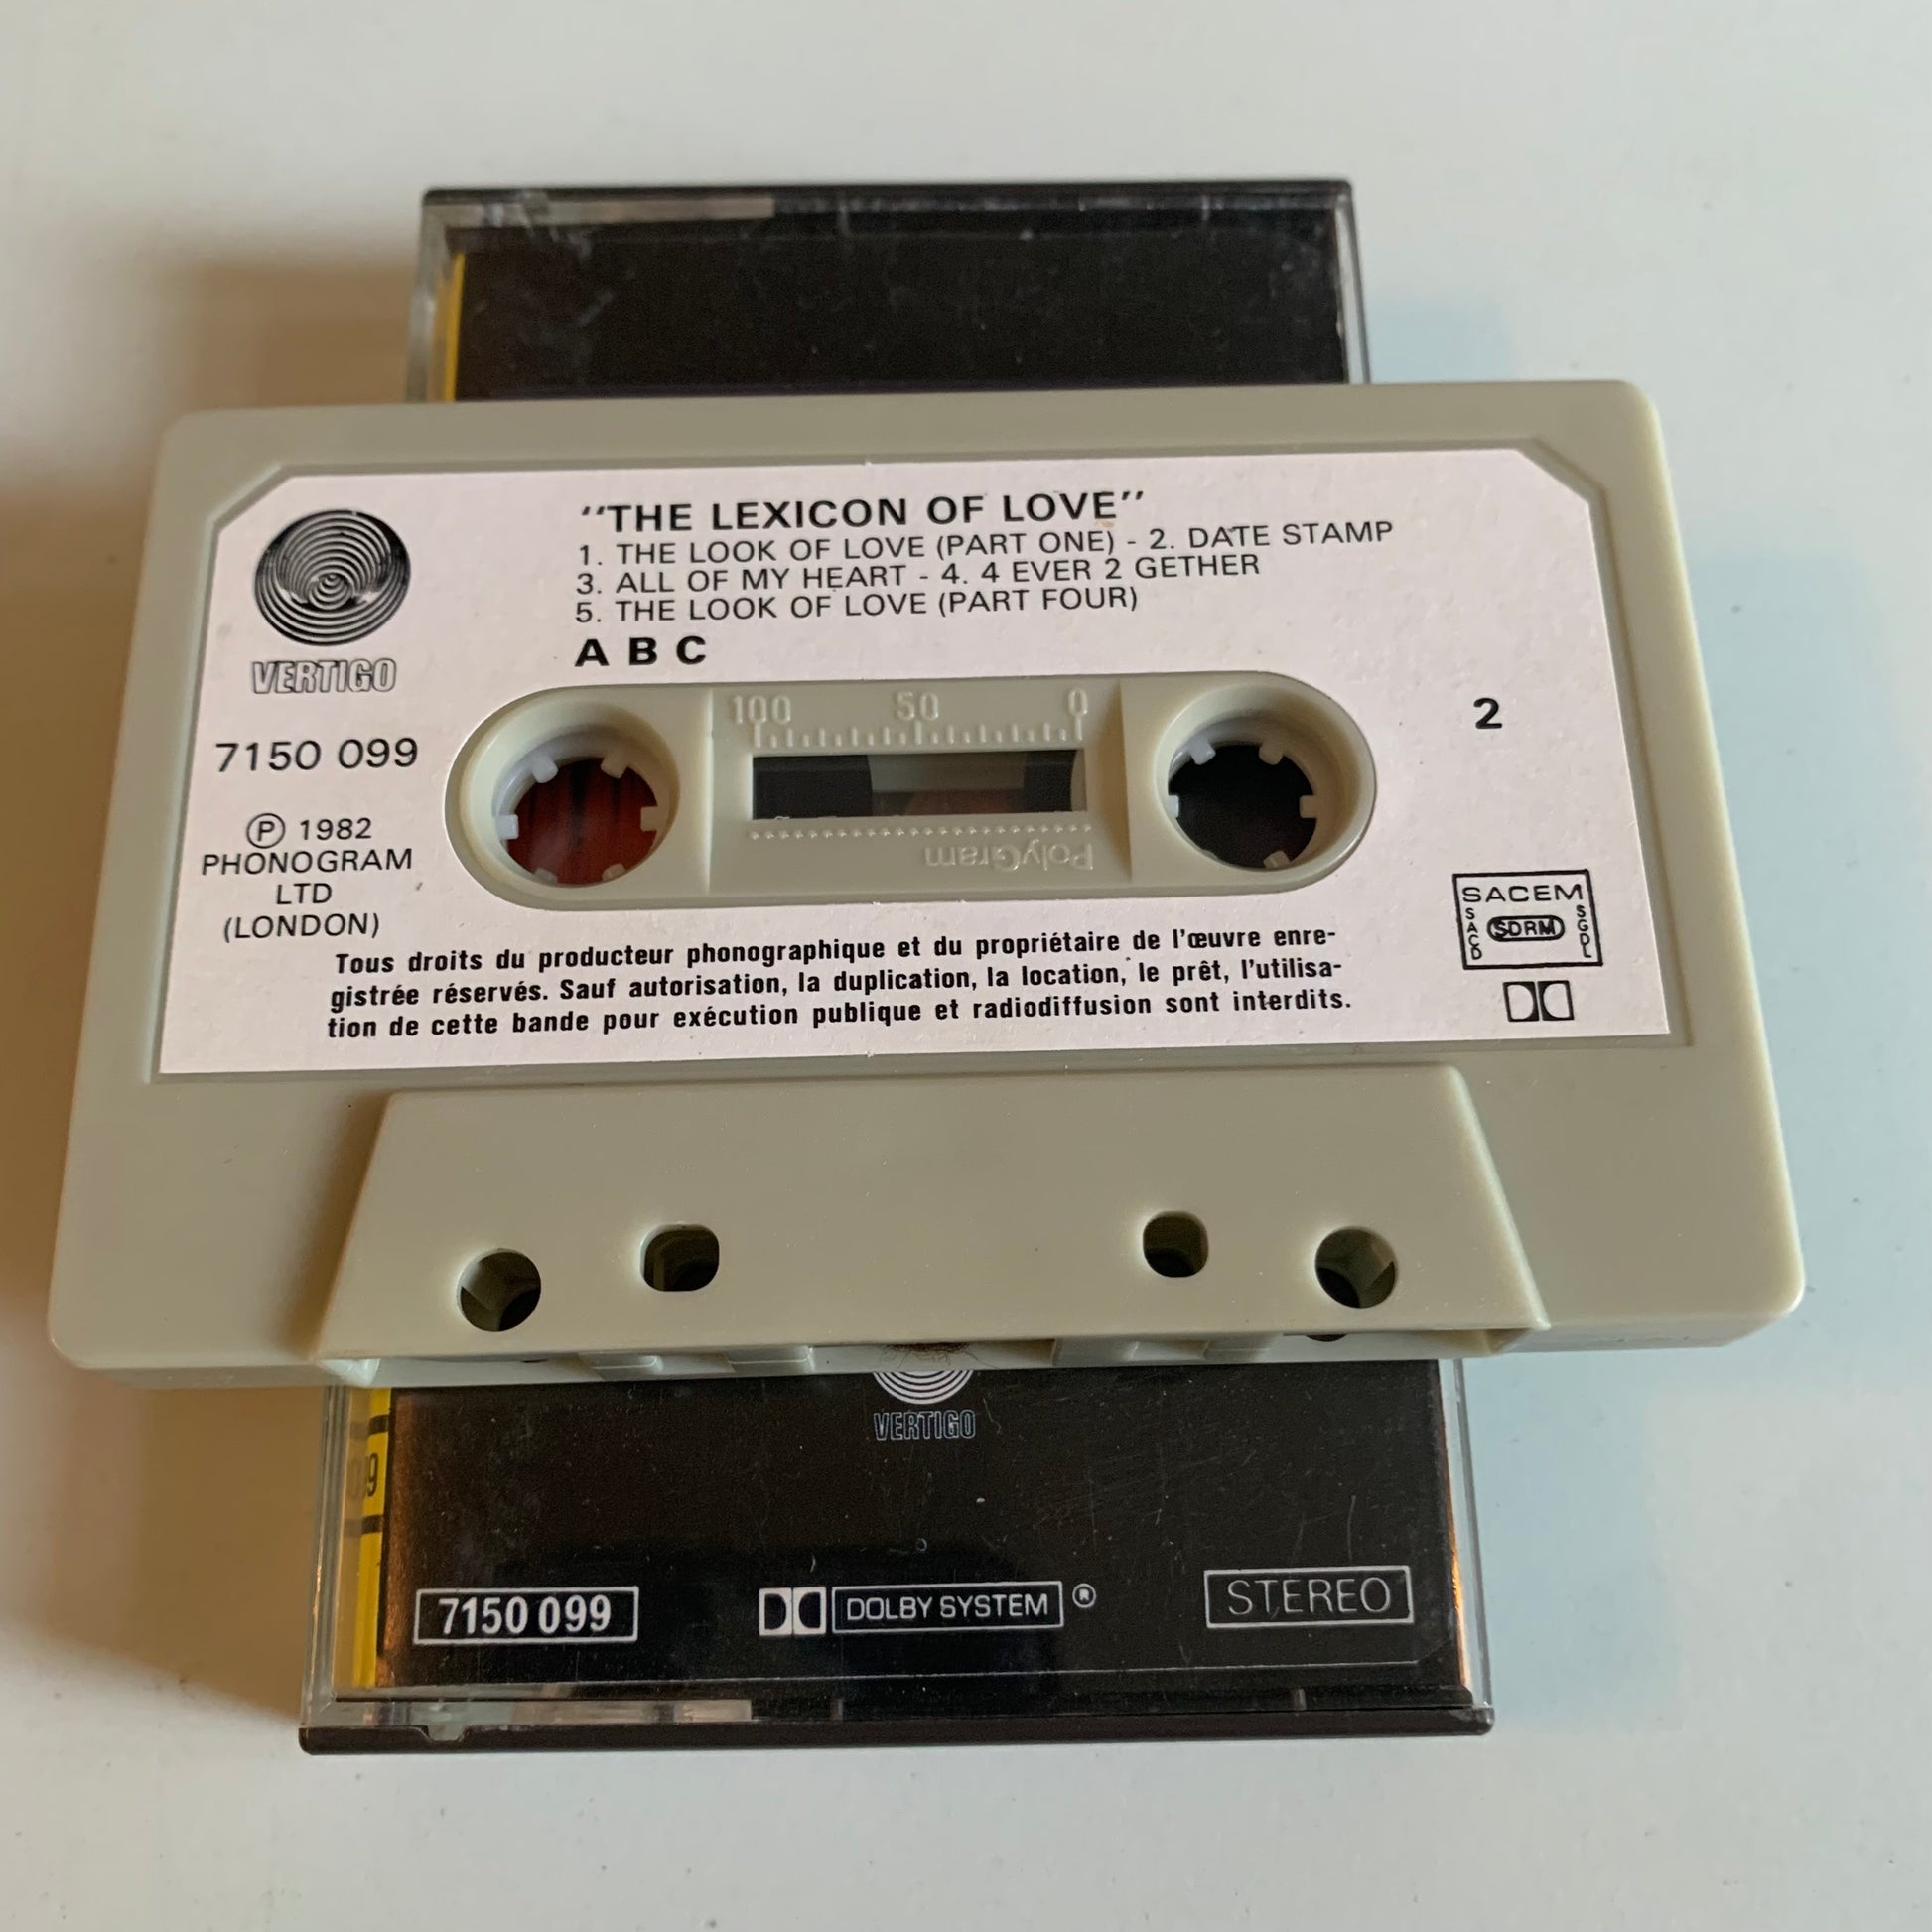 "THE LEXICON OF LOVE"
1. THE LOOK OF LOVE (PART ONE) - 2. DATE STAMP
3. ALL OF MY HEART - 4. 4 EVER 2 GETHER
5. THE LOOK OF LOVE (PART FOUR)
A B C
VERTIGO
7150 099
Ⓟ 1982
PHONOGRAM
LTD
(LONDON)
100 50 0
PolyGram
2
SACEM
SACD
SDRM
SGDL
Tous droits du producteur phonographique et du propriétaire de l'œuvre enre-
gistrée réservés. Sauf autorisation, la duplication, la location, le prêt, l'utilisa-
tion de cette bande pour exécution publique et radiodiffusion sont interdits.
VERTIGO
7150 099
DOLBY SYSTEM ®
STEREO